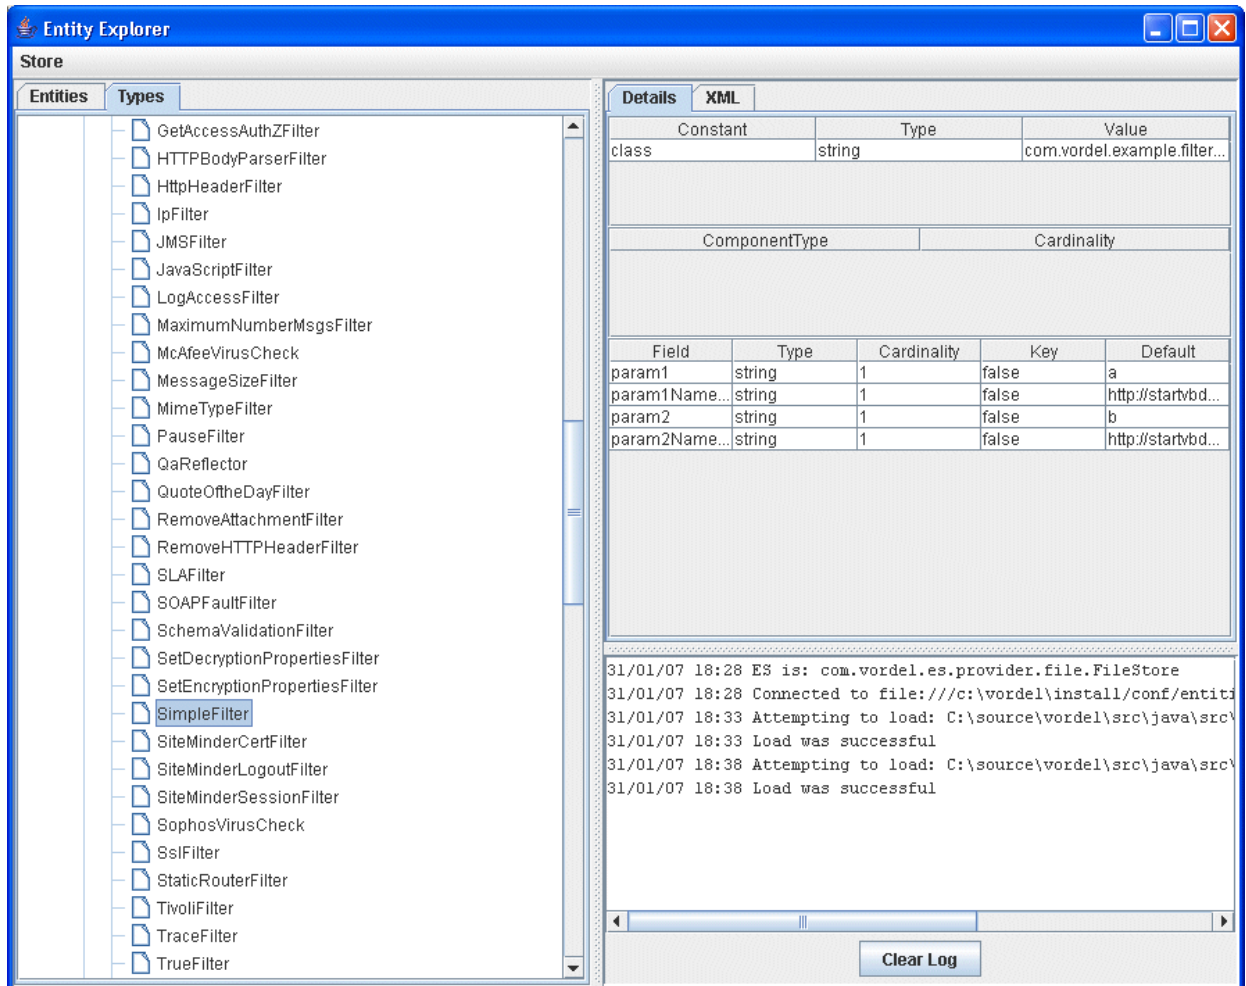 Entity Explorer
Store
Entities Types
GetAccessAuthZFilter
HTTPBodyParserFilter
HttpHeaderFilter
IpFilter
JMSFilter
JavaScriptFilter
LogAccessFilter
MaximumNumberMsgsFilter
McAfeeVirusCheck
MessageSizeFilter
MimeTypeFilter
PauseFilter
QaReflector
QuoteOftheDayFilter
RemoveAttachmentFilter
RemoveHTTPHeaderFilter
SLAFilter
SOAPFaultFilter
SchemaValidationFilter
SetDecryptionPropertiesFilter
SetEncryptionPropertiesFilter
SimpleFilter
SiteMinderCertFilter
SiteMinderLogoutFilter
SiteMinderSessionFilter
SophosVirusCheck
SslFilter
StaticRouterFilter
TivoliFilter
TraceFilter
TrueFilter
Details XML
Constant Type Value
class string com.vordel.example.filter...
ComponentType Cardinality
Field Type Cardinality Key Default
param1 string 1 false a
param1Name... string 1 false http://startvbd...
param2 string 1 false b
param2Name... string 1 false http://startvbd...
31/01/07 18:28 ES is: com.vordel.es.provider.file.FileStore
31/01/07 18:28 Connected to file:///c:\vordel\install/conf/entiti
31/01/07 18:33 Attempting to load: C:\source\vordel\src\java\src\
31/01/07 18:33 Load was successful
31/01/07 18:38 Attempting to load: C:\source\vordel\src\java\src\
31/01/07 18:38 Load was successful
Clear Log